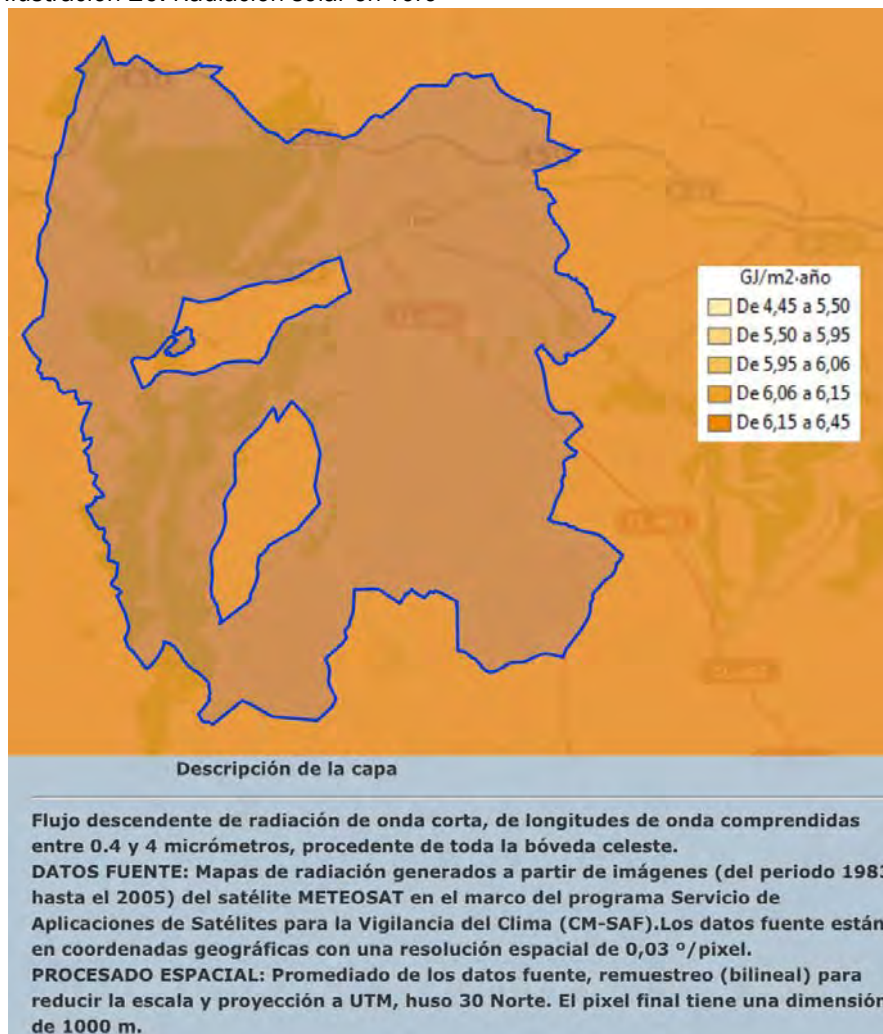 GJ/m2·año
De 4,45 a 5,50
De 5,50 a 5,95
De 5,95 a 6,06
De 6,06 a 6,15
De 6,15 a 6,45
Descripción de la capa
Flujo descendente de radiación de onda corta, de longitudes de onda comprendidas
entre 0.4 y 4 micrómetros, procedente de toda la bóveda celeste.
DATOS FUENTE: Mapas de radiación generados a partir de imágenes (del periodo 1983
hasta el 2005) del satélite METEOSAT en el marco del programa Servicio de
Aplicaciones de Satélites para la Vigilancia del Clima (CM-SAF).Los datos fuente están
en coordenadas geográficas con una resolución espacial de 0,03 º/pixel.
PROCESADO ESPACIAL: Promediado de los datos fuente, remuestreo (bilineal) para
reducir la escala y proyección a UTM, huso 30 Norte. El pixel final tiene una dimensión
de 1000 m.